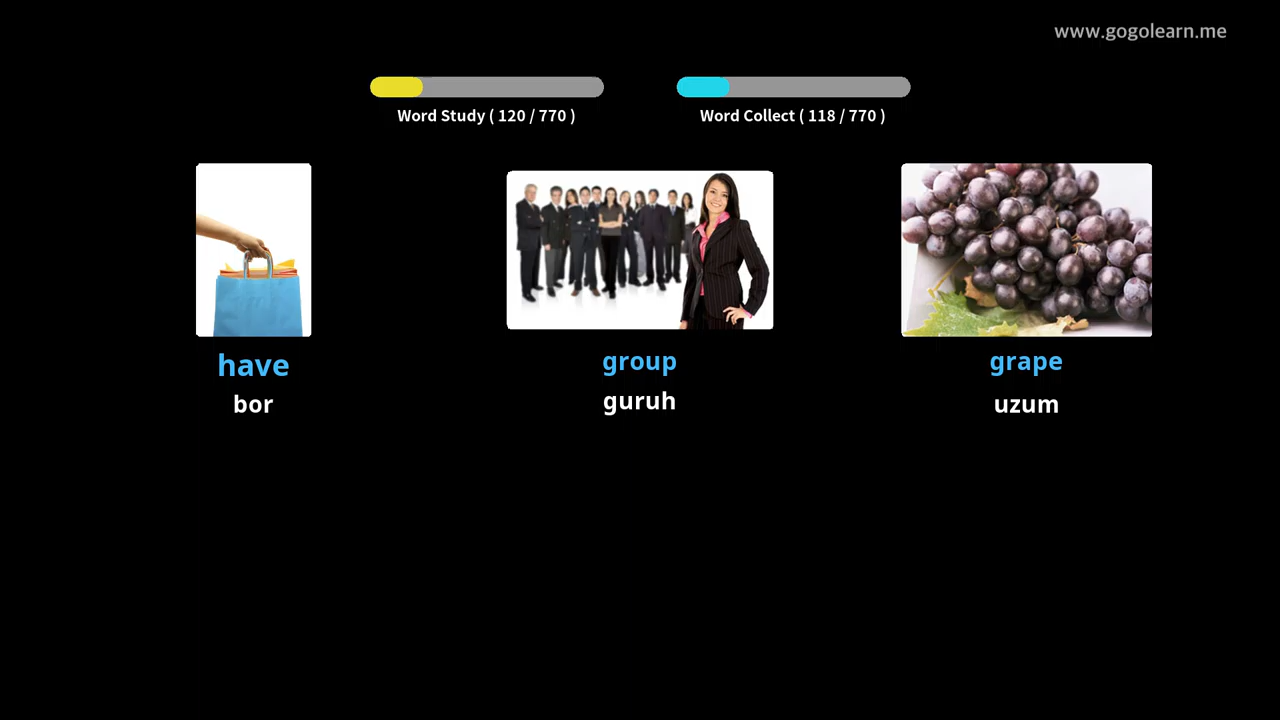 www.gogolearn.me
Word Study ( 120 / 770 )
Word Collect ( 118 / 770 )
have
bor
group
guruh
grape
uzum